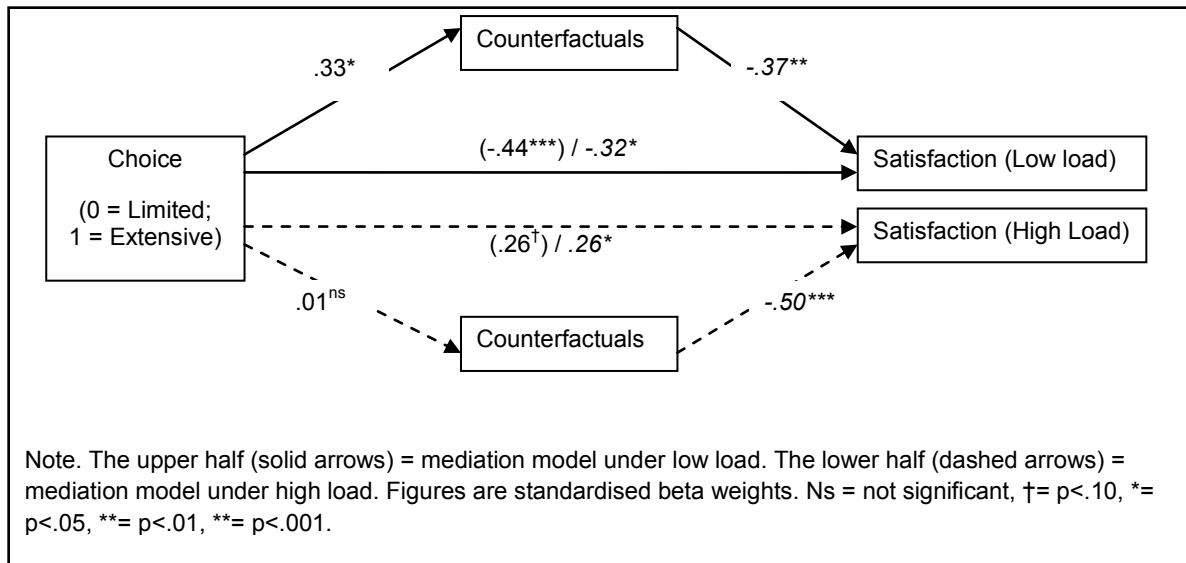 Counterfactuals
.33*
-.37**
(-.44***) / -.32*
Choice
(0 = Limited;
1 = Extensive)
Satisfaction (Low load)
Satisfaction (High Load)
(.26†) / .26*
.01ns
-.50***
Counterfactuals
Note. The upper half (solid arrows) = mediation model under low load. The lower half (dashed arrows) =
mediation model under high load. Figures are standardised beta weights. Ns = not significant, †= p<.10, *=
p<.05, **= p<.01, **= p<.001.